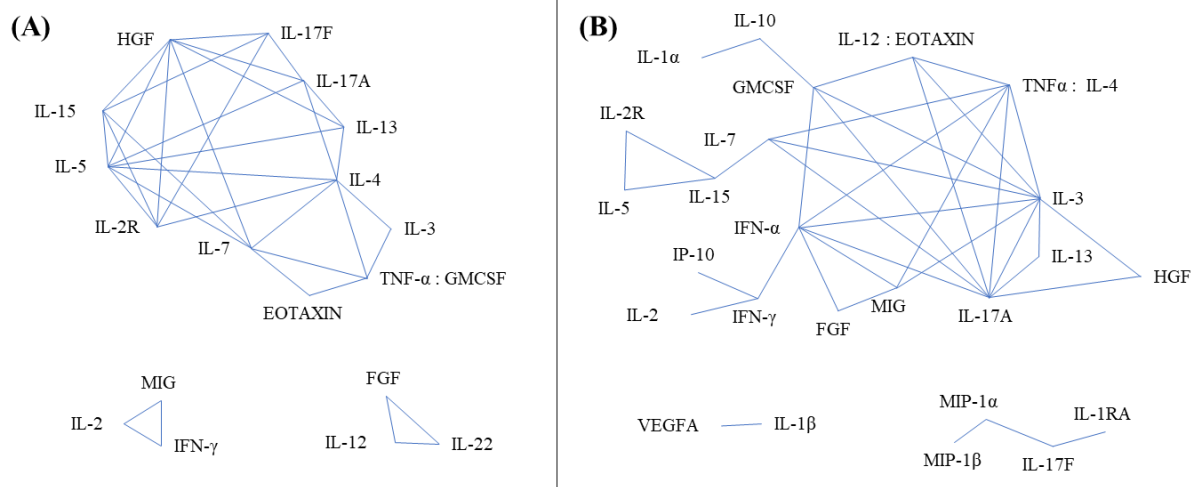 (A)
HGF
IL-17F
IL-17A
IL-15
IL-13
IL-5
IL-4
IL-2R
IL-3
IL-7
TNF-α : GMCSF
EOTAXIN
MIG
IL-2
IFN-γ
FGF
IL-12
IL-22
(B)
IL-10
IL-1α
IL-12 : EOTAXIN
GMCSF
TNFα : IL-4
IL-2R
IL-7
IL-5
IL-15
IL-3
IFN-α
IP-10
IL-13
HGF
IL-2
IFN-γ
FGF
MIG
IL-17A
VEGFA
IL-1β
MIP-1α
IL-1RA
MIP-1β
IL-17F